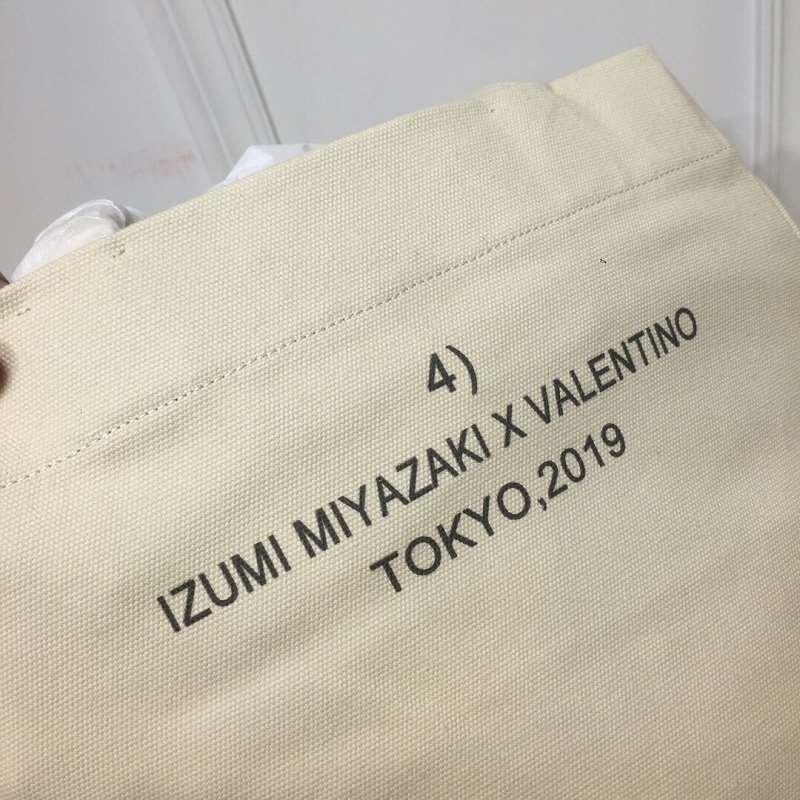 4)
IZUMI MIYAZAKI X VALENTINO
TOKYO,2019